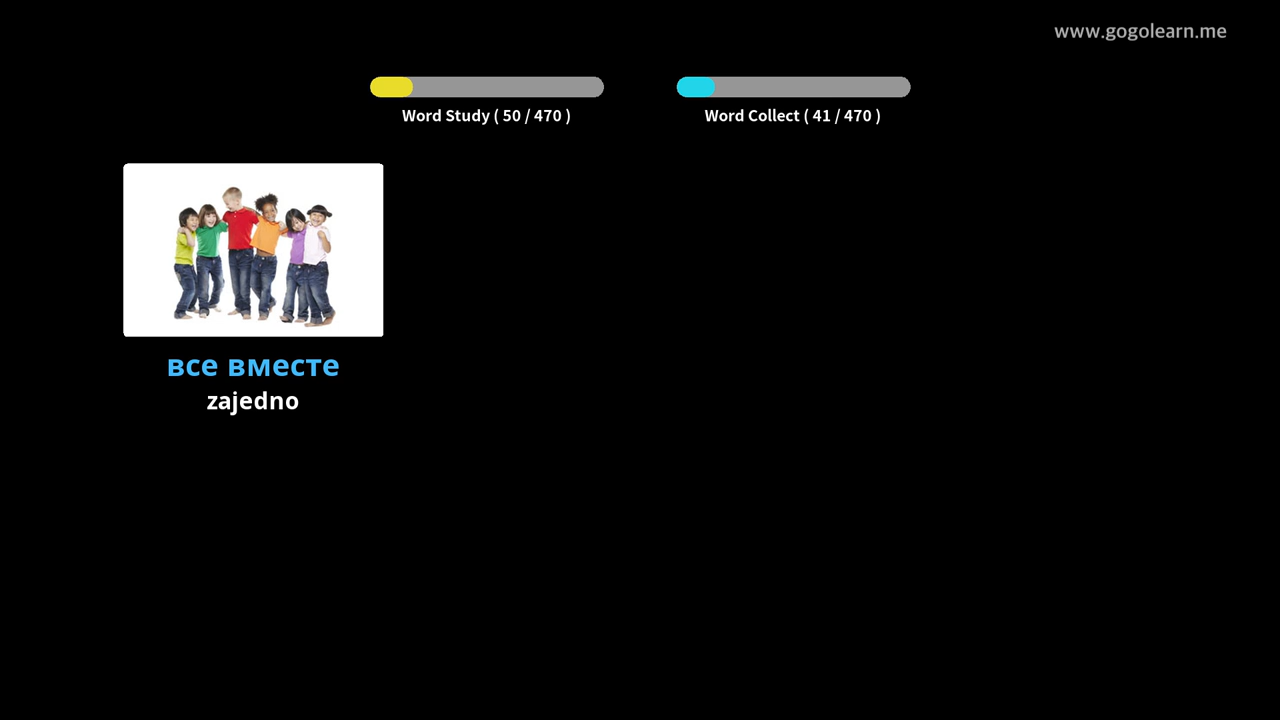 www.gogolearn.me
Word Study ( 50 / 470 )
Word Collect ( 41 / 470 )
все вместе
zajedno